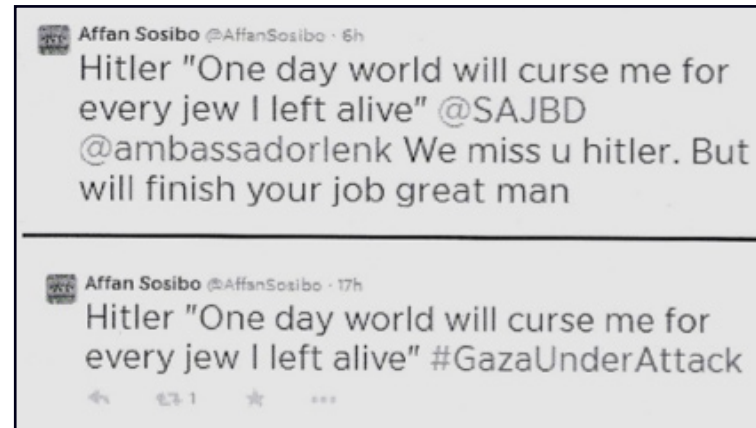 Affan Sosibo @AffanSosibo · 6h
Hitler "One day world will curse me for
every jew I left alive" @SAJBD
@ambassadorlenk We miss u hitler. But
will finish your job great man
Affan Sosibo @AffanSosibo · 17h
Hitler "One day world will curse me for
every jew I left alive" #GazaUnderAttack
1